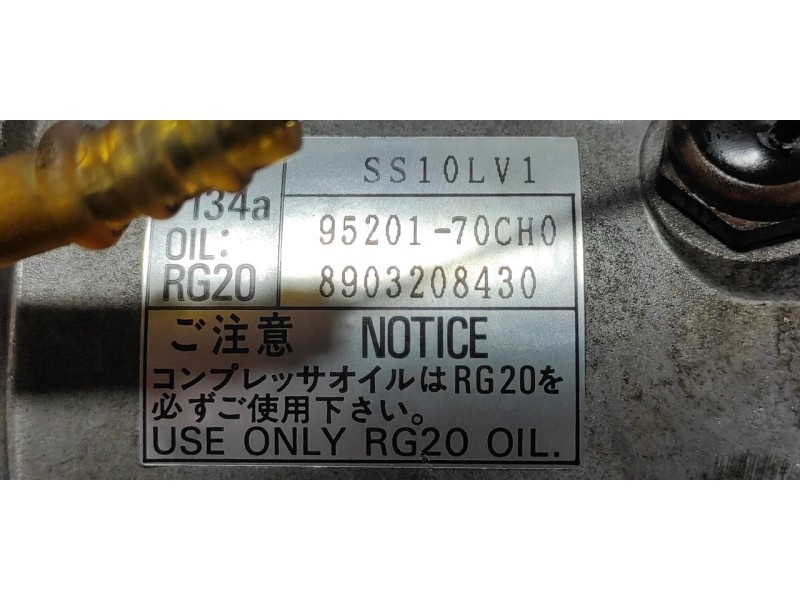 SS10LV1
134a
95201-70CH0
OIL:
RG20
8903208430
ご注意 NOTICE
コンプレッサオイルはRG20を
必ずご使用下さい。
USE ONLY RG20 OIL.